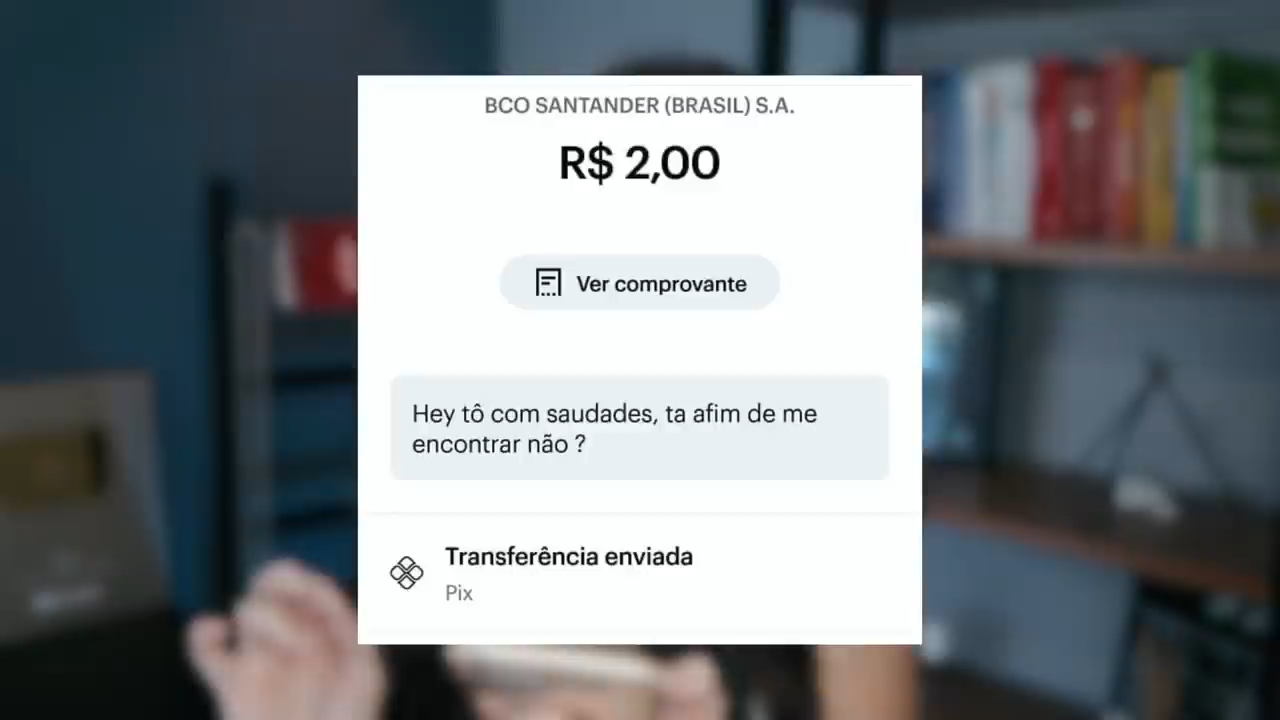 BCO SANTANDER (BRASIL) S.A.
R$ 2,00
Ver comprovante
Hey tô com saudades, ta afim de me
encontrar não ?
Transferência enviada
Pix